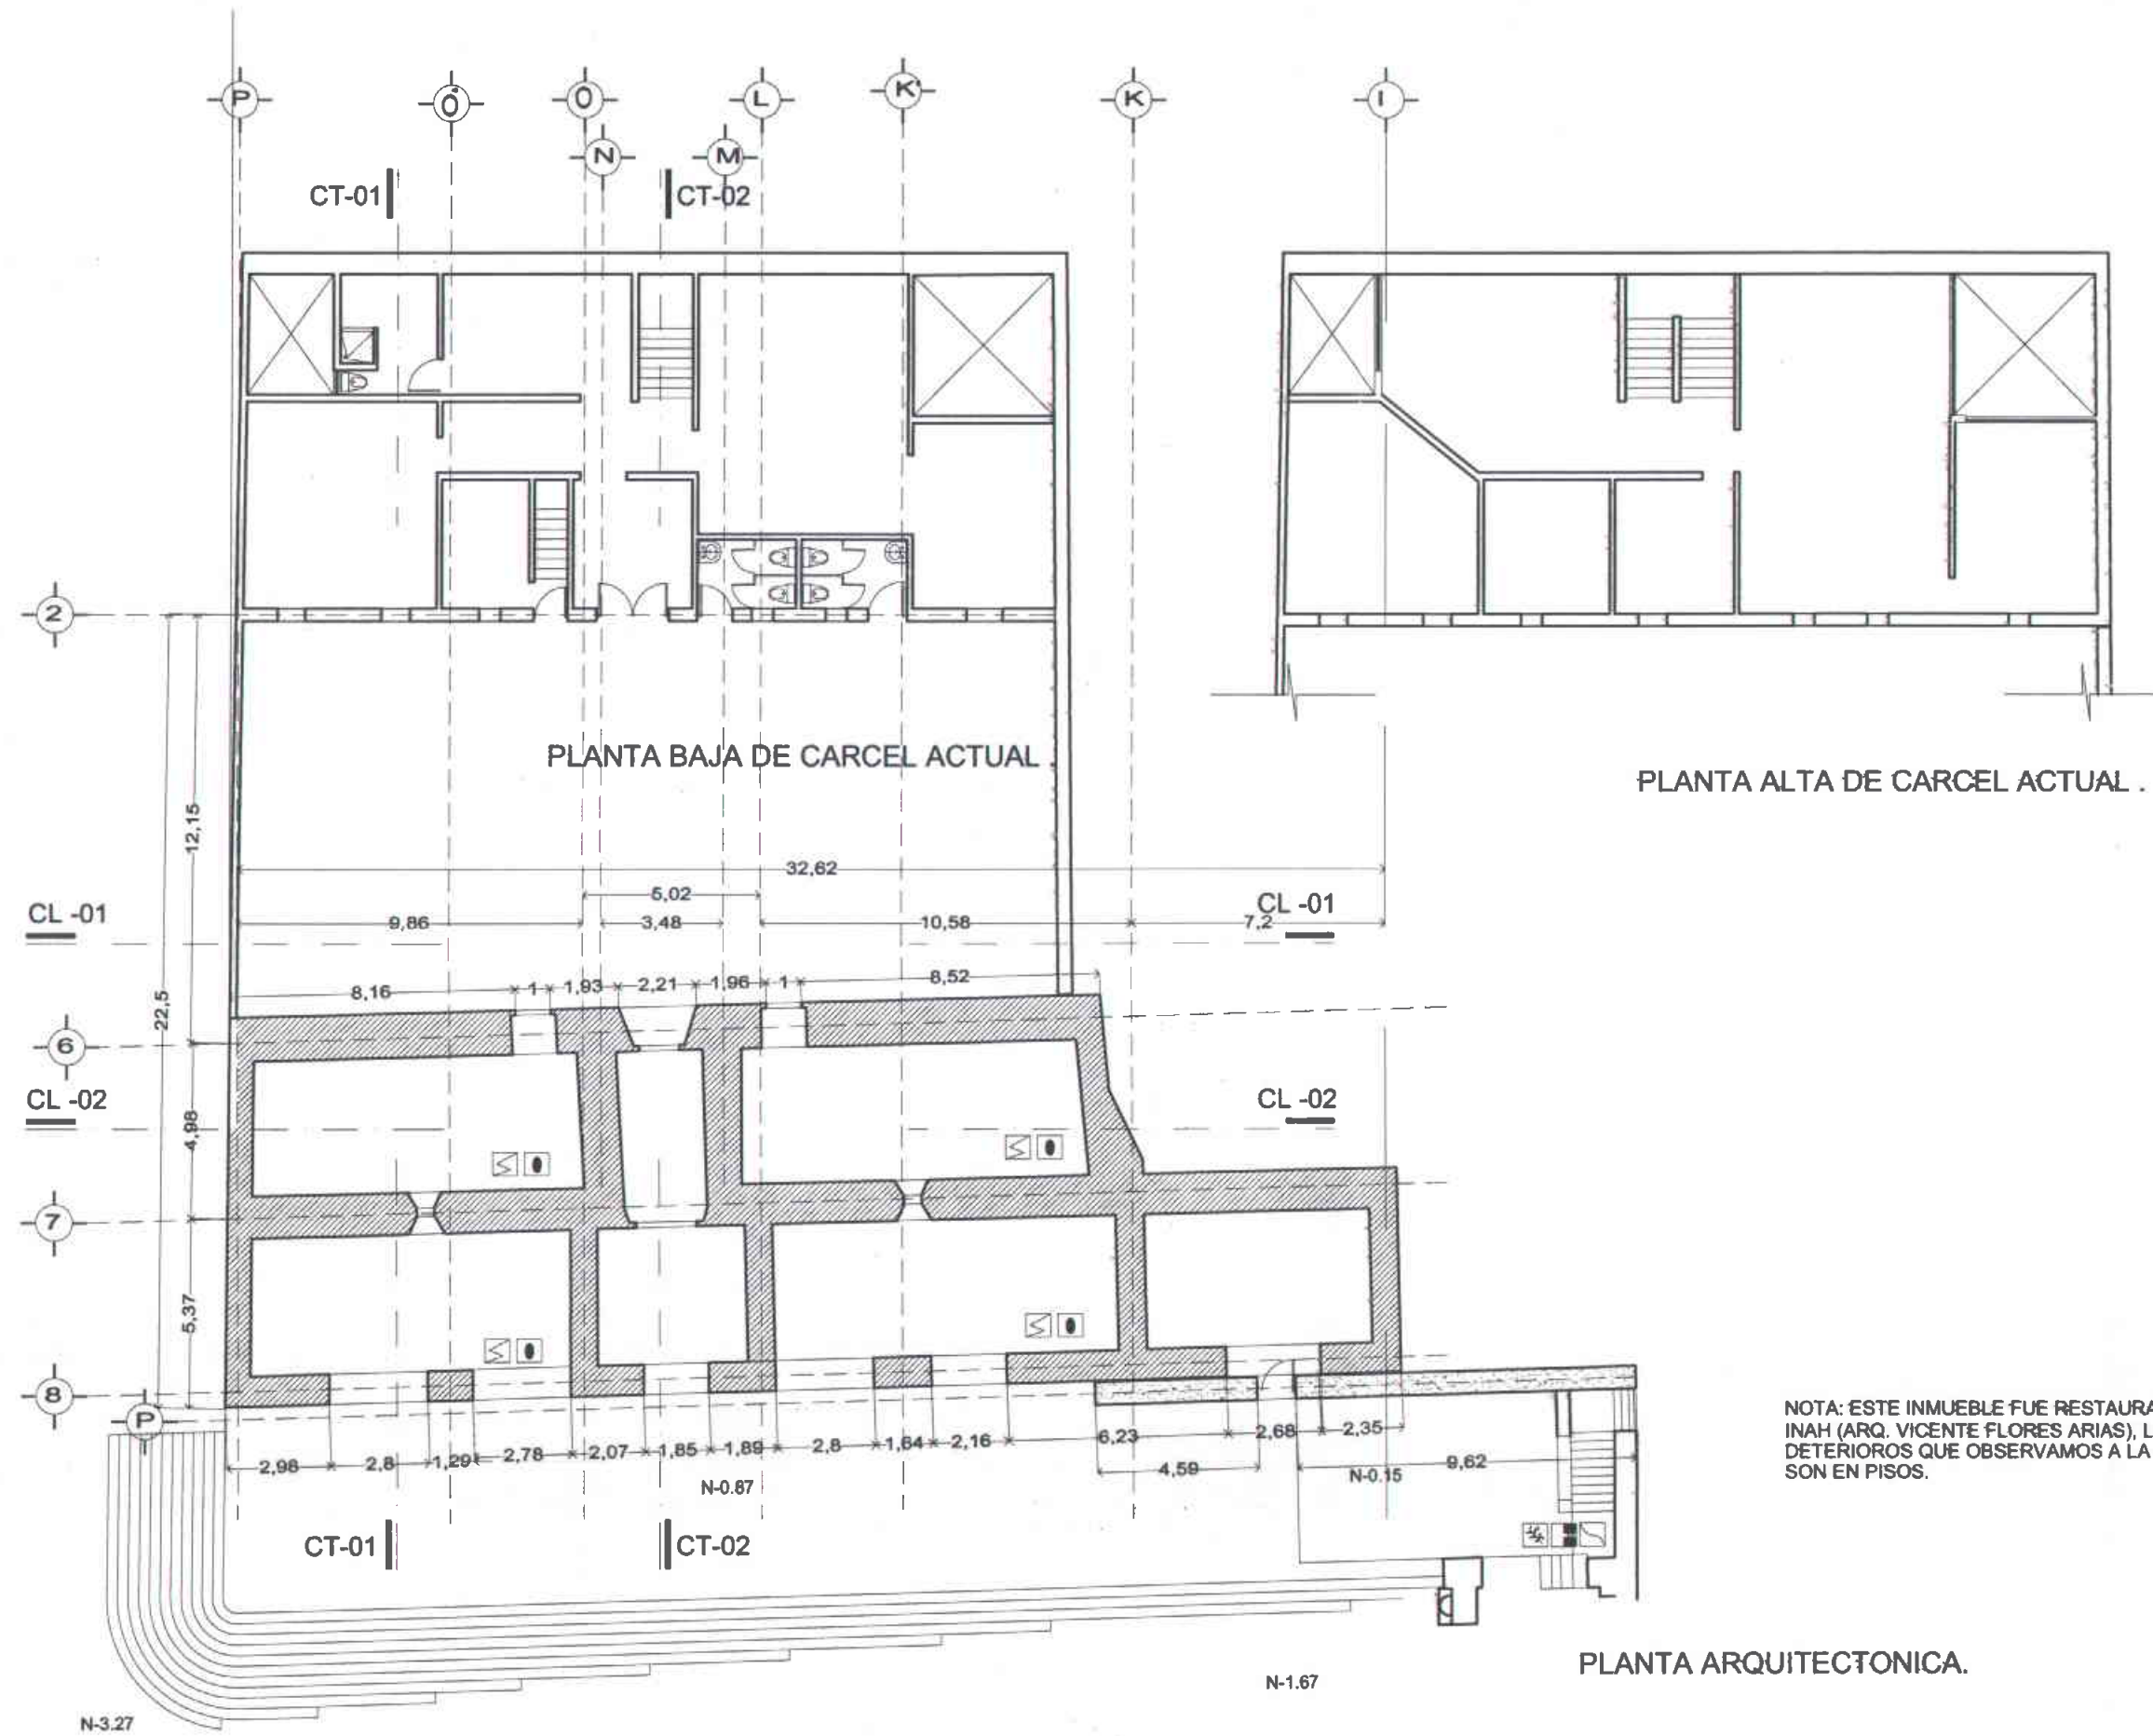 P
O'
O
L
K'
K
I
N
M
CT-01
CT-02
2
PLANTA BAJA DE CARCEL ACTUAL .
PLANTA ALTA DE CARCEL ACTUAL .
12,15
32,62
5,02
CL -01
9,86
3,48
10,58
7,2
CL -01
22,5
8,16
1
1,93
2,21
1,96
1
8,52
6
CL -02
CL -02
4,98
7
5,37
8
P
2,98
2,8
1,29
2,78
2,07
1,85
1,89
2,8
1,64
2,16
6,23
2,68
2,35
4,59
9,62
N-0.15
N-0.87
NOTA: ESTE INMUEBLE FUE RESTAURA
INAH (ARQ. VICENTE FLORES ARIAS), L
DETERIOROS QUE OBSERVAMOS A LA
SON EN PISOS.
CT-01
CT-02
PLANTA ARQUITECTONICA.
N-1.67
N-3.27